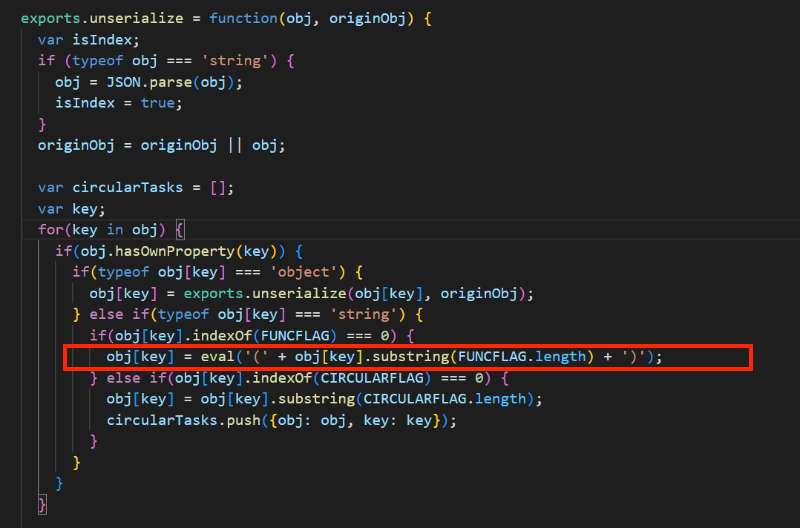 exports.unserialize = function(obj, originObj) {
var isIndex;
if (typeof obj === 'string') {
obj = JSON.parse(obj);
isIndex = true;
}
originObj = originObj || obj;
var circularTasks = [];
var key;
for(key in obj) {
if(obj.hasOwnProperty(key)) {
if(typeof obj[key] === 'object') {
obj[key] = exports.unserialize(obj[key], originObj);
} else if(typeof obj[key] === 'string') {
if(obj[key].indexOf(FUNCFLAG) === 0) {
obj[key] = eval('(' + obj[key].substring(FUNCFLAG.length) + ')');
} else if(obj[key].indexOf(CIRCULARFLAG) === 0) {
obj[key] = obj[key].substring(CIRCULARFLAG.length);
circularTasks.push({obj: obj, key: key});
}
}
}
}